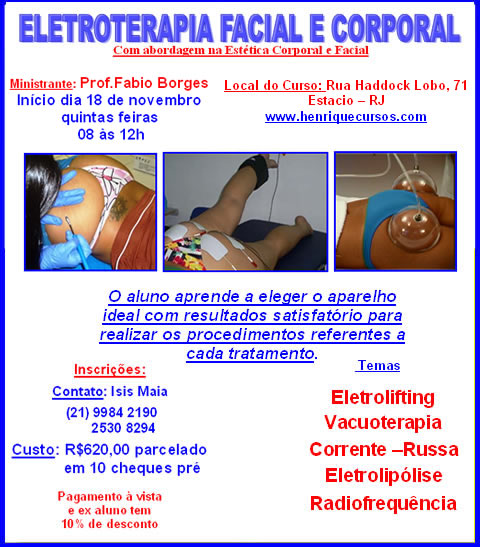 ELETROTERAPIA FACIAL E CORPORAL
Com abordagem na Estética Corporal e Facial
Ministrante: Prof.Fabio Borges
Início dia 18 de novembro
quintas feiras
08 às 12h
Local do Curso: Rua Haddock Lobo, 71
Estacio – RJ
www.henriquecursos.com
O aluno aprende a eleger o aparelho
ideal com resultados satisfatório para
realizar os procedimentos referentes a
cada tratamento.
Inscrições:
Contato: Isis Maia
(21) 9984 2190
2530 8294
Custo: R$620,00 parcelado
em 10 cheques pré
Pagamento à vista
e ex aluno tem
10% de desconto
Temas
Eletrolifting
Vacuoterapia
Corrente –Russa
Eletrolipólise
Radiofrequência